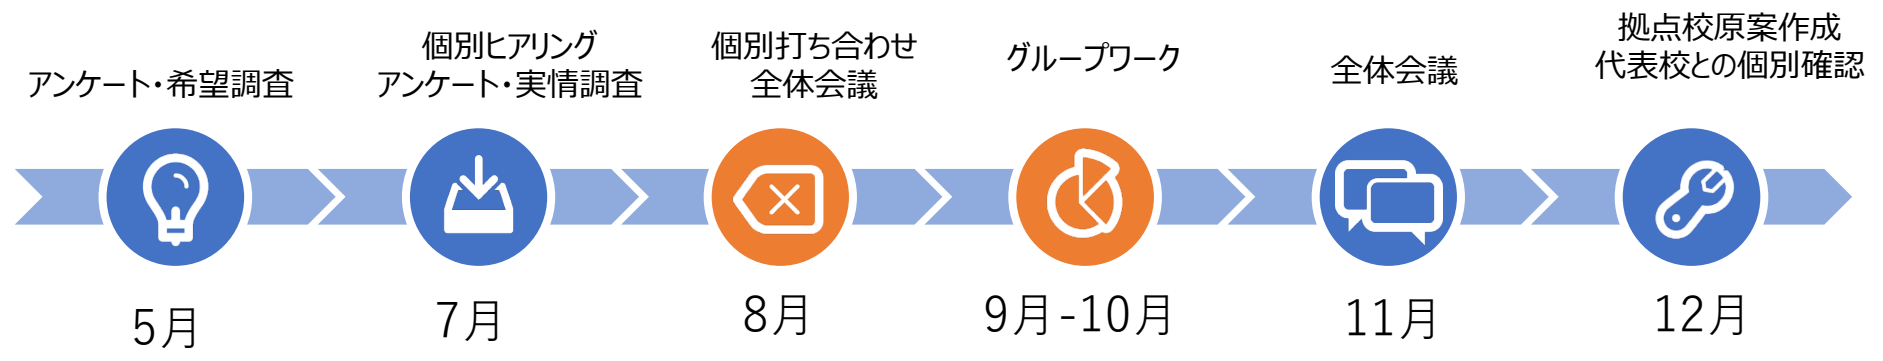 アンケート・希望調査
個別ヒアリング
アンケート・実情調査
個別打ち合わせ
全体会議
グループワーク
全体会議
拠点校原案作成
代表校との個別確認
5月
7月
8月
9月-10月
11月
12月